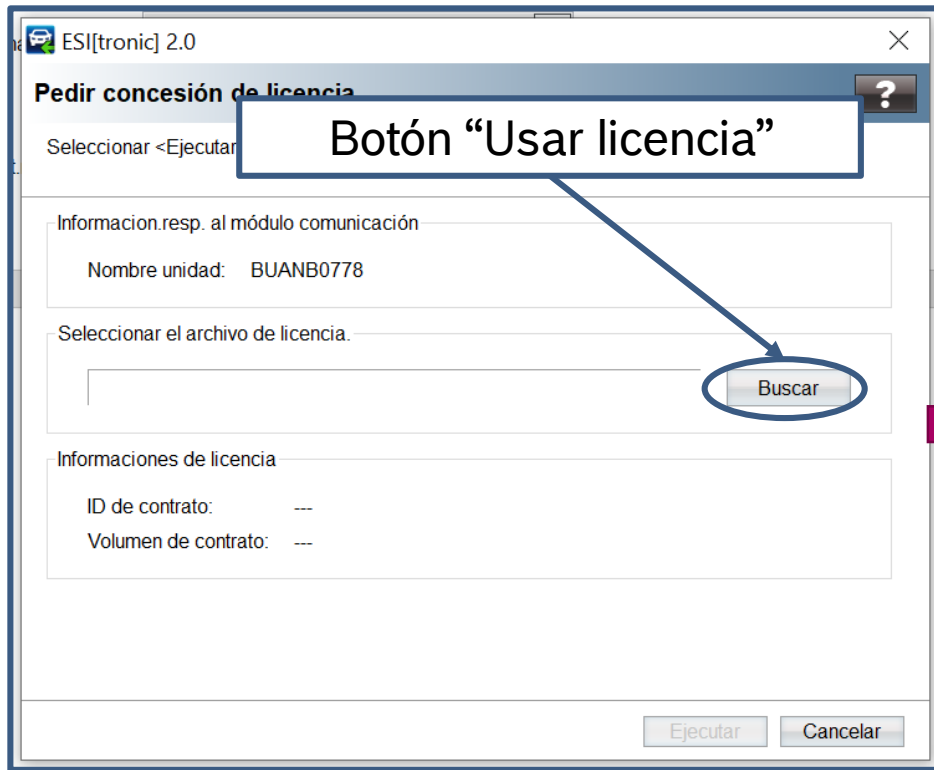 ESI[tronic] 2.0
Pedir concesión de licencia
?
Botón “Usar licencia”
Seleccionar <Ejecutar
Informacion.resp. al módulo comunicación
Nombre unidad: BUANB0778
Seleccionar el archivo de licencia.
Buscar
Informaciones de licencia
ID de contrato: ---
Volumen de contrato: ---
Ejecutar Cancelar